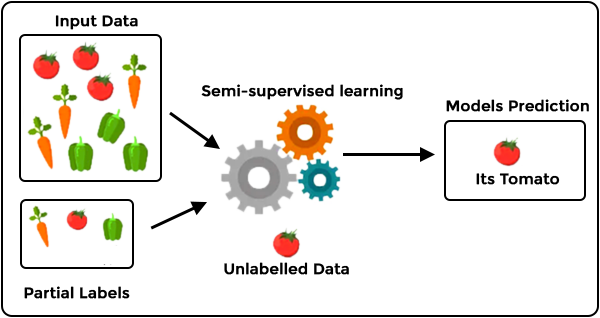 Input Data
Semi-supervised learning
Models Prediction
Its Tomato
Unlabelled Data
Partial Labels